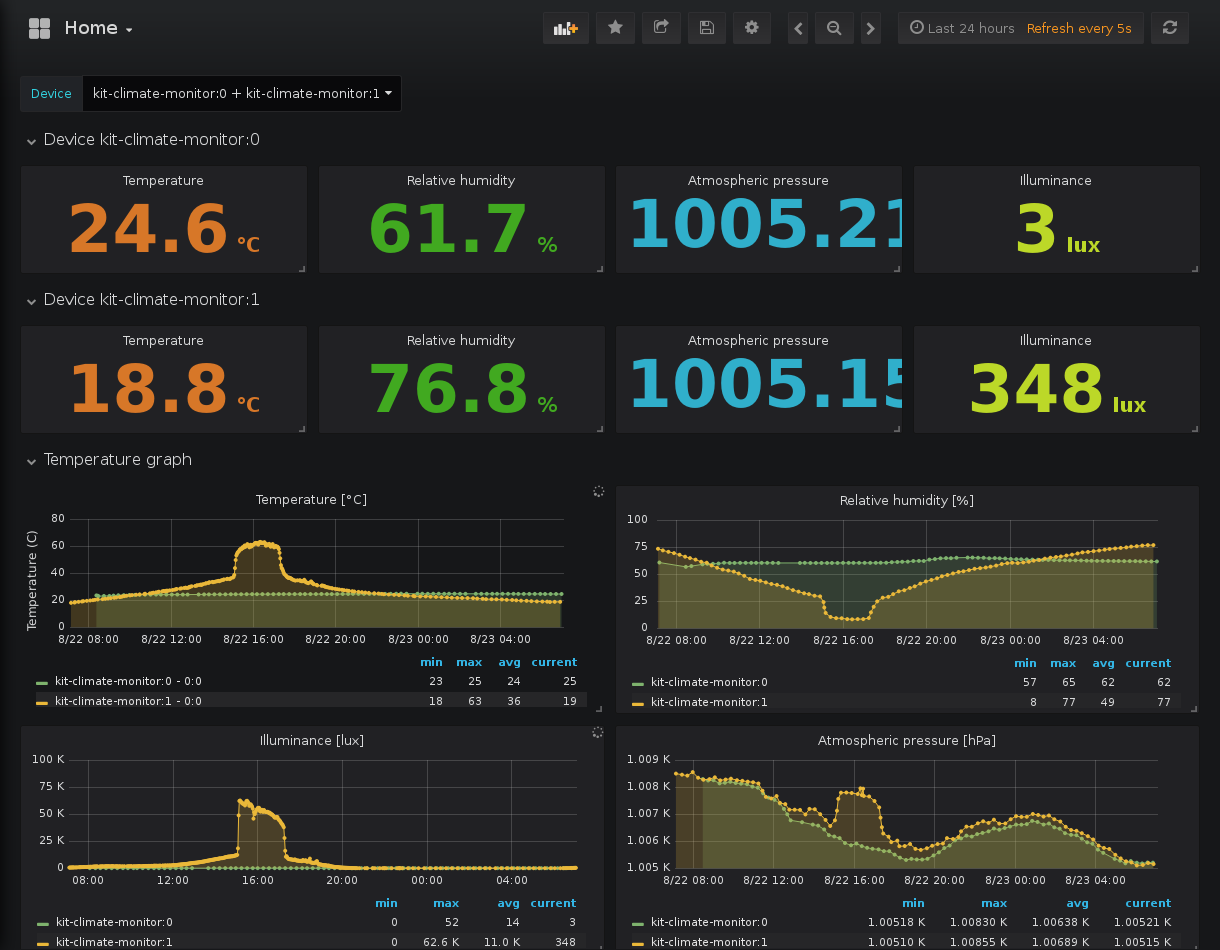 Home
Last 24 hours Refresh every 5s
Device kit-climate-monitor:0 + kit-climate-monitor:1
Device kit-climate-monitor:0
Temperature Relative humidity Atmospheric pressure Illuminance
24.6 °C 61.7 % 1005.21 3 lux
Device kit-climate-monitor:1
Temperature Relative humidity Atmospheric pressure Illuminance
18.8 °C 76.8 % 1005.15 348 lux
Temperature graph
Temperature [°C]
Temperature (C)
80
60
40
20
0
8/22 08:00 8/22 12:00 8/22 16:00 8/22 20:00 8/23 00:00 8/23 04:00
min max avg current
kit-climate-monitor:0 - 0:0 23 25 24 25
kit-climate-monitor:1 - 0:0 18 63 36 19
Relative humidity [%]
100
75
50
25
0
8/22 08:00 8/22 12:00 8/22 16:00 8/22 20:00 8/23 00:00 8/23 04:00
min max avg current
kit-climate-monitor:0 57 65 62 62
kit-climate-monitor:1 8 77 49 77
Illuminance [lux]
100 K
75 K
50 K
25 K
0
08:00 12:00 16:00 20:00 00:00 04:00
min max avg current
kit-climate-monitor:0 0 52 14 3
kit-climate-monitor:1 0 62.6 K 11.0 K 348
Atmospheric pressure [hPa]
1.009 K
1.008 K
1.007 K
1.006 K
1.005 K
8/22 08:00 8/22 12:00 8/22 16:00 8/22 20:00 8/23 00:00 8/23 04:00
min max avg current
kit-climate-monitor:0 1.00518 K 1.00830 K 1.00638 K 1.00521 K
kit-climate-monitor:1 1.00510 K 1.00855 K 1.00689 K 1.00515 K